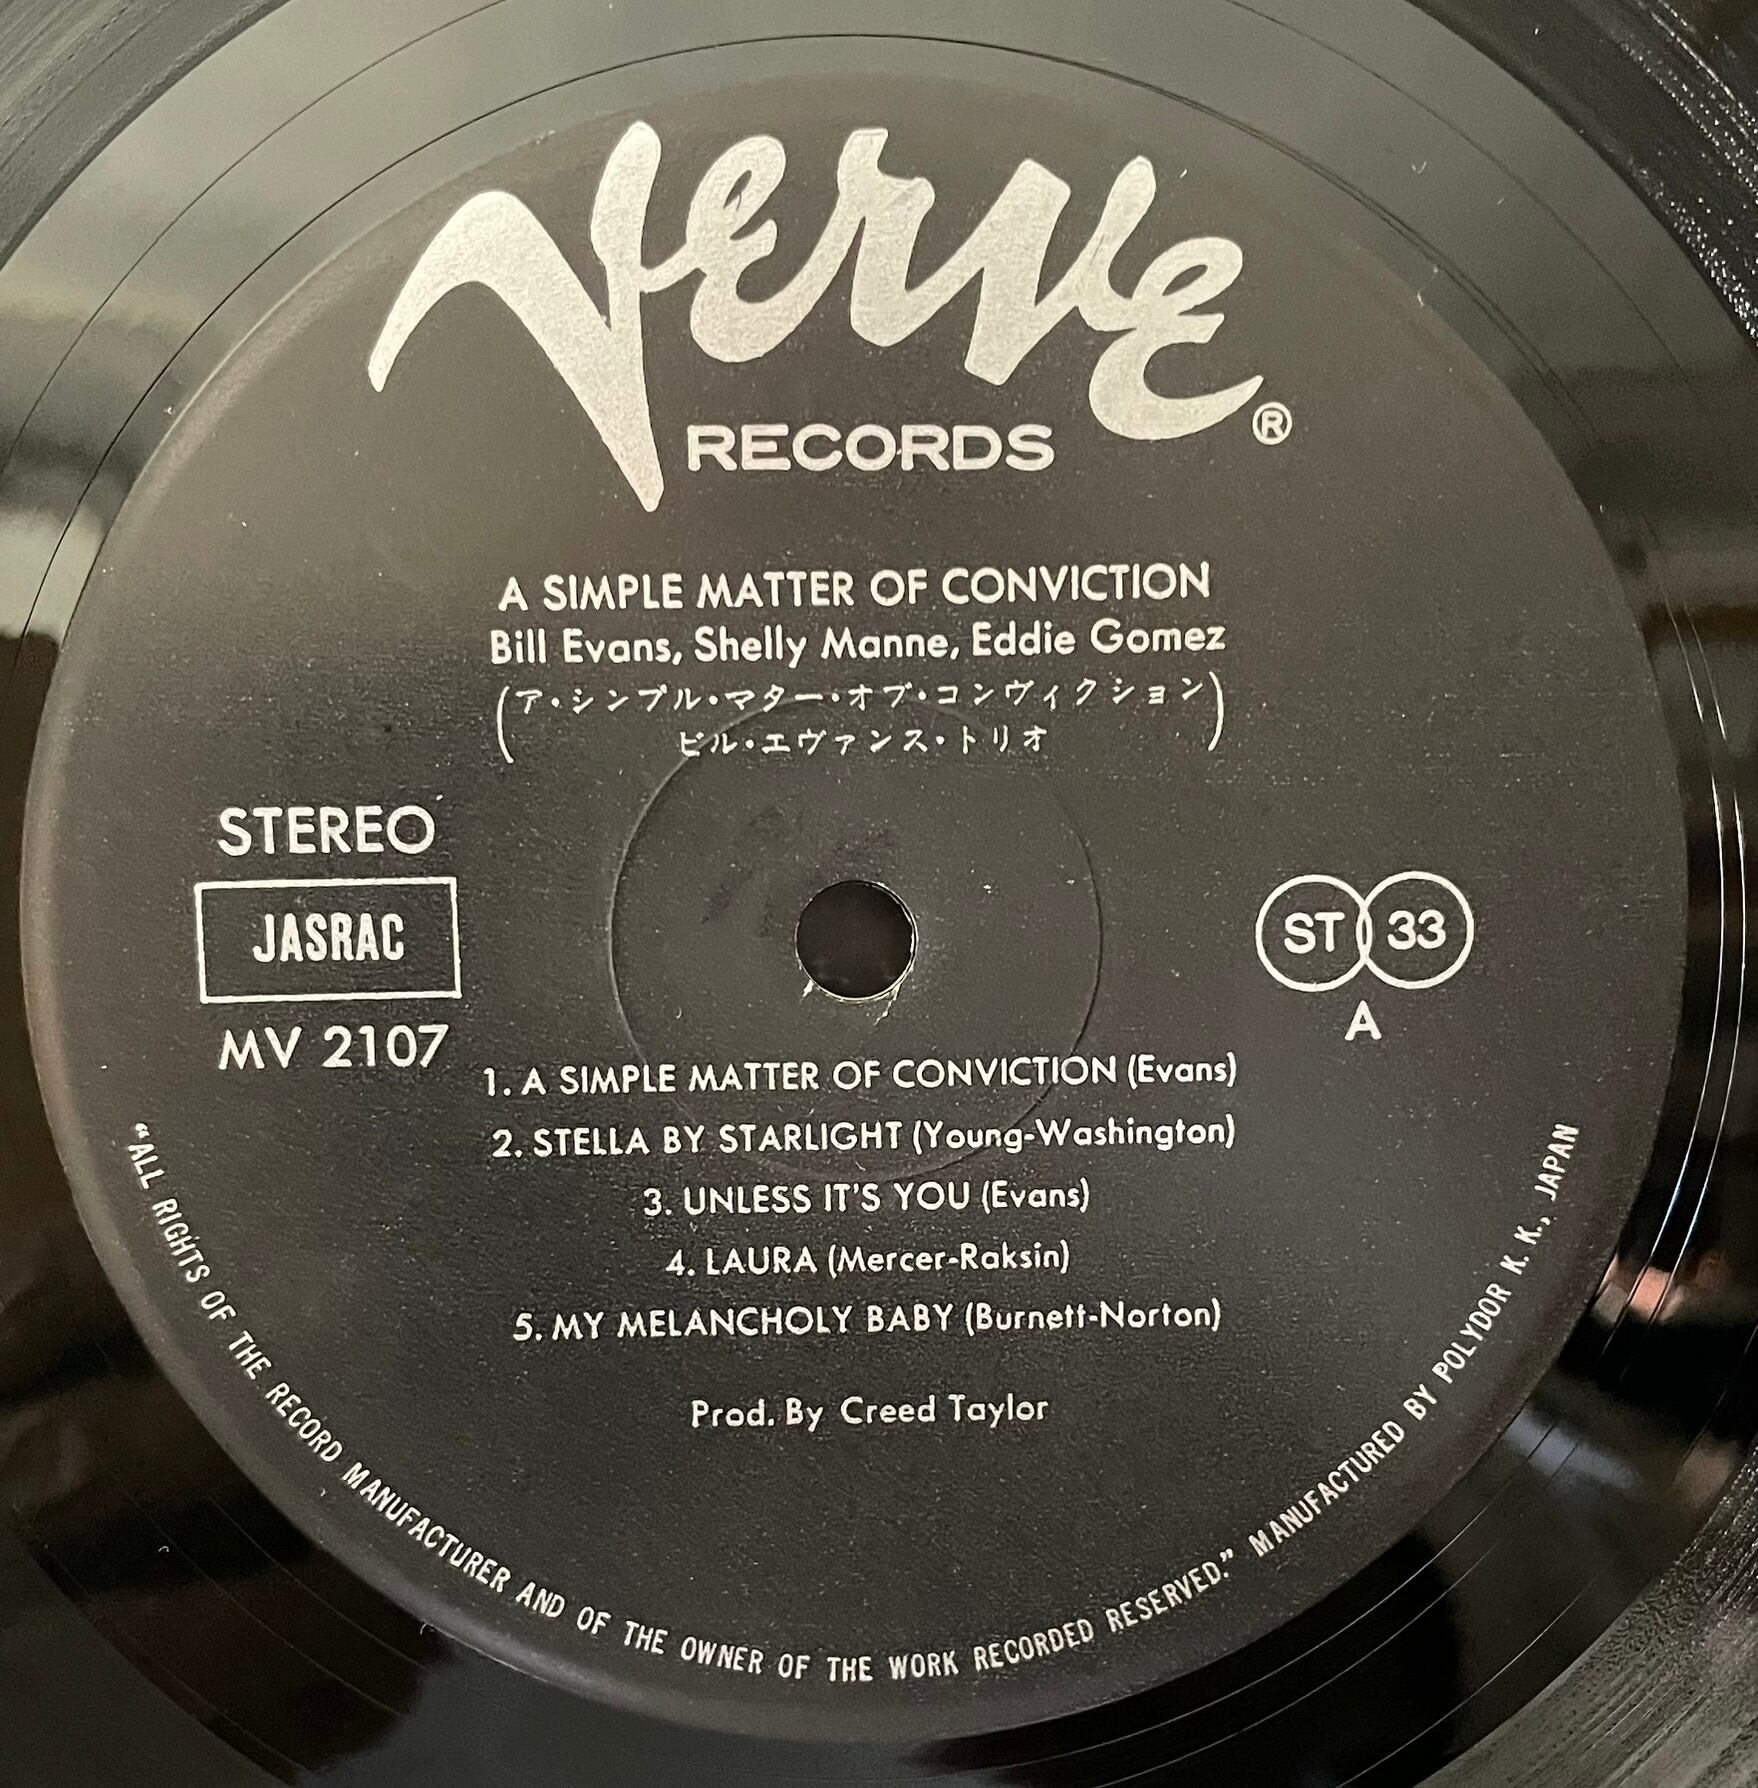 Verve
RECORDS ®
A SIMPLE MATTER OF CONVICTION
Bill Evans, Shelly Manne, Eddie Gomez
(ア・シンプル・マター・オブ・コンヴィクション
ビル・エヴァンス・トリオ)
STEREO
JASRAC
MV 2107
ST 33
A
1. A SIMPLE MATTER OF CONVICTION (Evans)
2. STELLA BY STARLIGHT (Young-Washington)
3. UNLESS IT'S YOU (Evans)
4. LAURA (Mercer-Raksin)
5. MY MELANCHOLY BABY (Burnett-Norton)
Prod. By Creed Taylor
“ALL RIGHTS OF THE RECORD MANUFACTURER AND OF THE OWNER OF THE WORK RECORDED RESERVED.” MANUFACTURED BY POLYDOR K. K., JAPAN